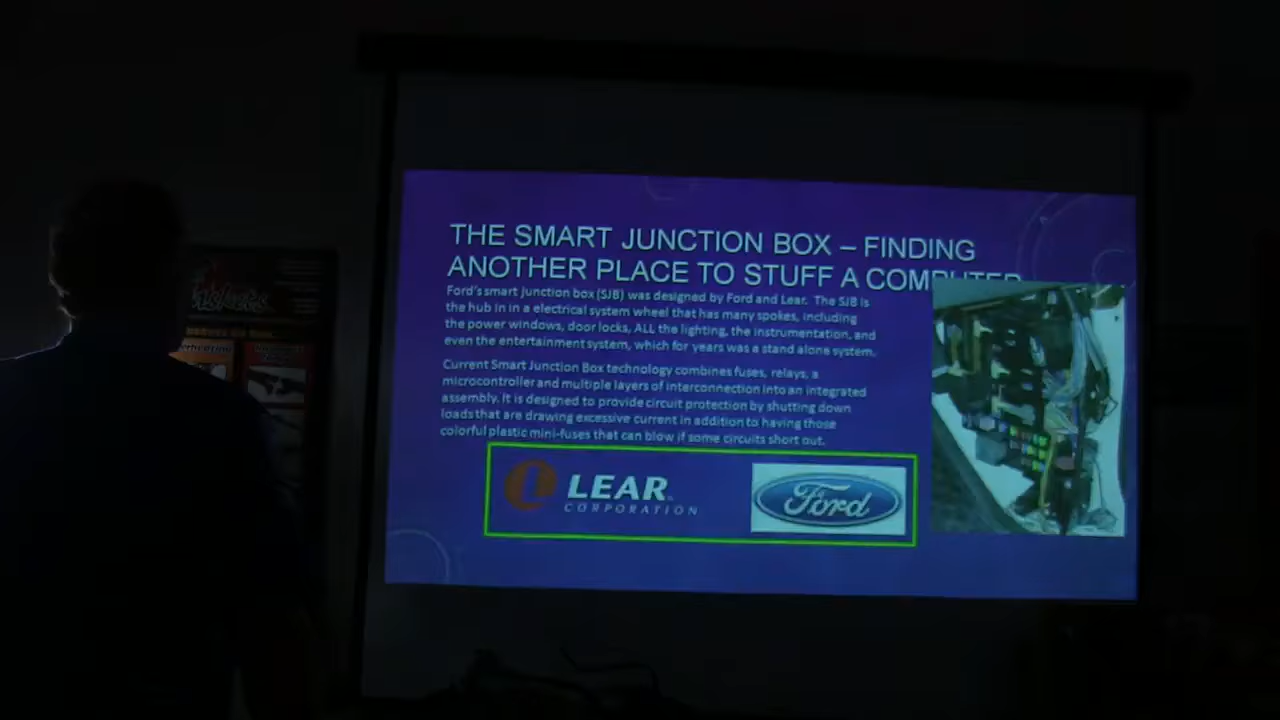 THE SMART JUNCTION BOX – FINDING
ANOTHER PLACE TO STUFF A COMPUTER
Ford's smart Junction box (SJB) was designed by Ford and Lear. The SJB is
the hub in in a electrical system wheel that has many spokes, including
the power windows, door locks, ALL the lighting, the instrumentation, and
even the entertainment system, which for years was a stand alone system.
Current Smart Junction Box technology combines fuses, relays, a
microcontroller and multiple layers of interconnection into an integrated
assembly. It is designed to provide circuit protection by shutting down
loads that are drawing excessive current in addition to having those
colorful plastic mini-fuses that can blow if some circuits short out.
LEAR
CORPORATION
Ford